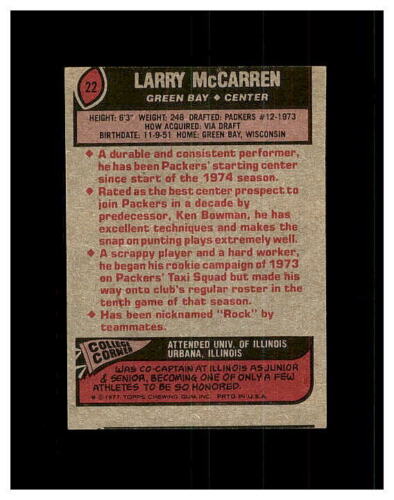 22
LARRY McCARREN
GREEN BAY ◆ CENTER
HEIGHT: 6'3" WEIGHT: 248 DRAFTED: PACKERS #12-1973
HOW ACQUIRED: VIA DRAFT
BIRTHDATE: 11-9-51 HOME: GREEN BAY, WISCONSIN
◆ A durable and consistent performer,
he has been Packers' starting center
since start of the 1974 season.
◆ Rated as the best center prospect to
join Packers in a decade by
predecessor, Ken Bowman, he has
excellent techniques and makes the
snap on punting plays extremely well.
◆ A scrappy player and a hard worker,
he began his rookie campaign of 1973
on Packers' Taxi Squad but made his
way onto club's regular roster in the
tenth game of that season.
◆ Has been nicknamed "Rock" by
teammates.
COLLEGE
CORNER
ATTENDED UNIV. OF ILLINOIS
URBANA, ILLINOIS
WAS CO-CAPTAIN AT ILLINOIS AS JUNIOR
& SENIOR, BECOMING ONE OF ONLY A FEW
ATHLETES TO BE SO HONORED.
© 1977 TOPPS CHEWING GUM, INC. PRTD. IN U.S.A.